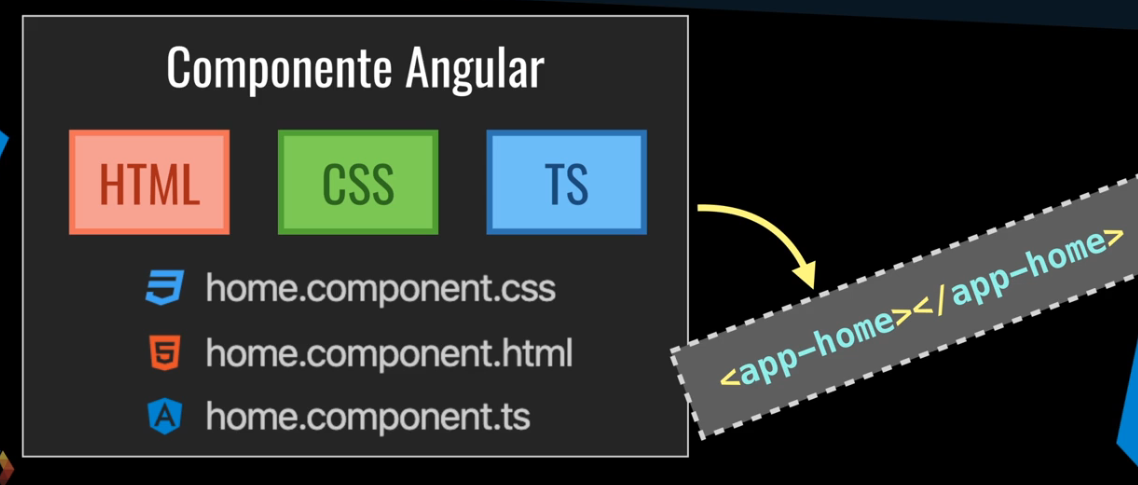 Componente Angular
HTML CSS TS
home.component.css
home.component.html
home.component.ts
<app-home></app-home>